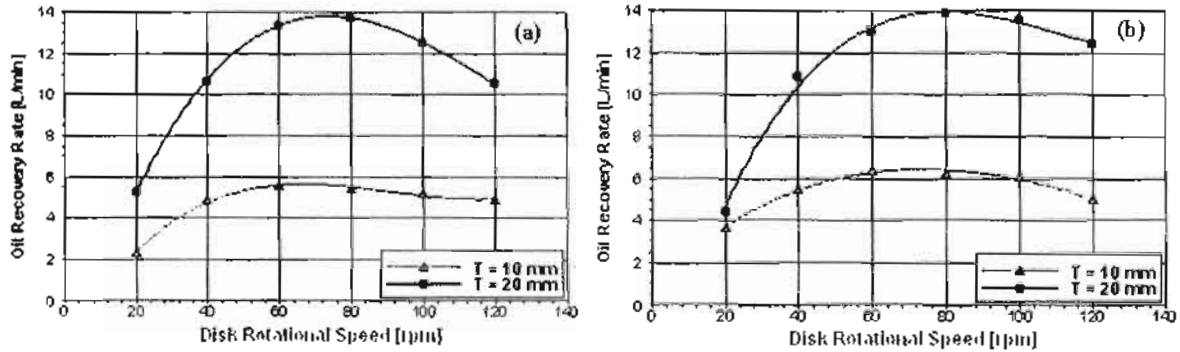 (a)
Oil Recovery Rate [L/min]
14
12
10
8
6
4
2
0
T = 10 mm
T = 20 mm
0 20 40 60 80 100 120 140
Disk Rotational Speed [rpm]
(b)
Oil Recovery Rate [L/min]
14
12
10
8
6
4
2
0
T = 10 mm
T = 20 mm
0 20 40 60 80 100 120 140
Disk Rotational Speed [rpm]